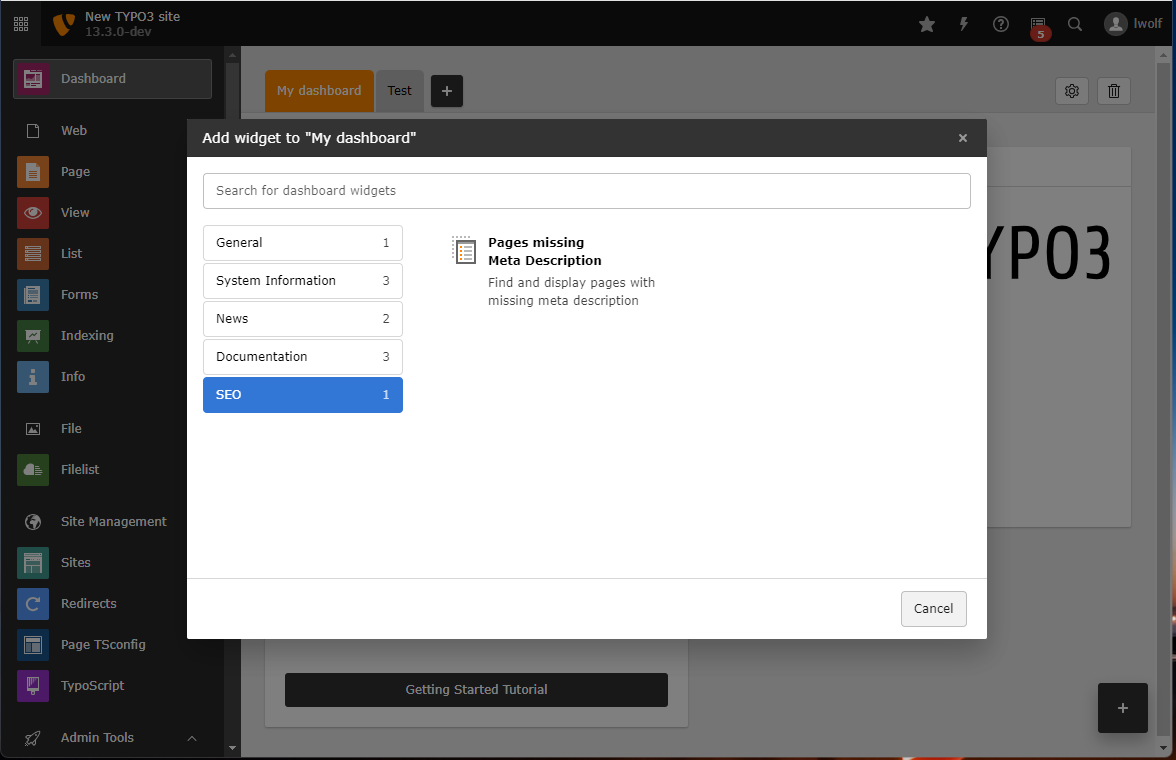 New TYPO3 site
13.3.0-dev
5
lwolf
Dashboard
Web
Page
View
List
Forms
Indexing
Info
File
Filelist
Site Management
Sites
Redirects
Page TSconfig
TypoScript
Admin Tools
My dashboard
Test
+
Add widget to "My dashboard"
×
Search for dashboard widgets
General 1
System Information 3
News 2
Documentation 3
SEO 1
Pages missing
Meta Description
Find and display pages with
missing meta description
Cancel
YPO3
Getting Started Tutorial
+